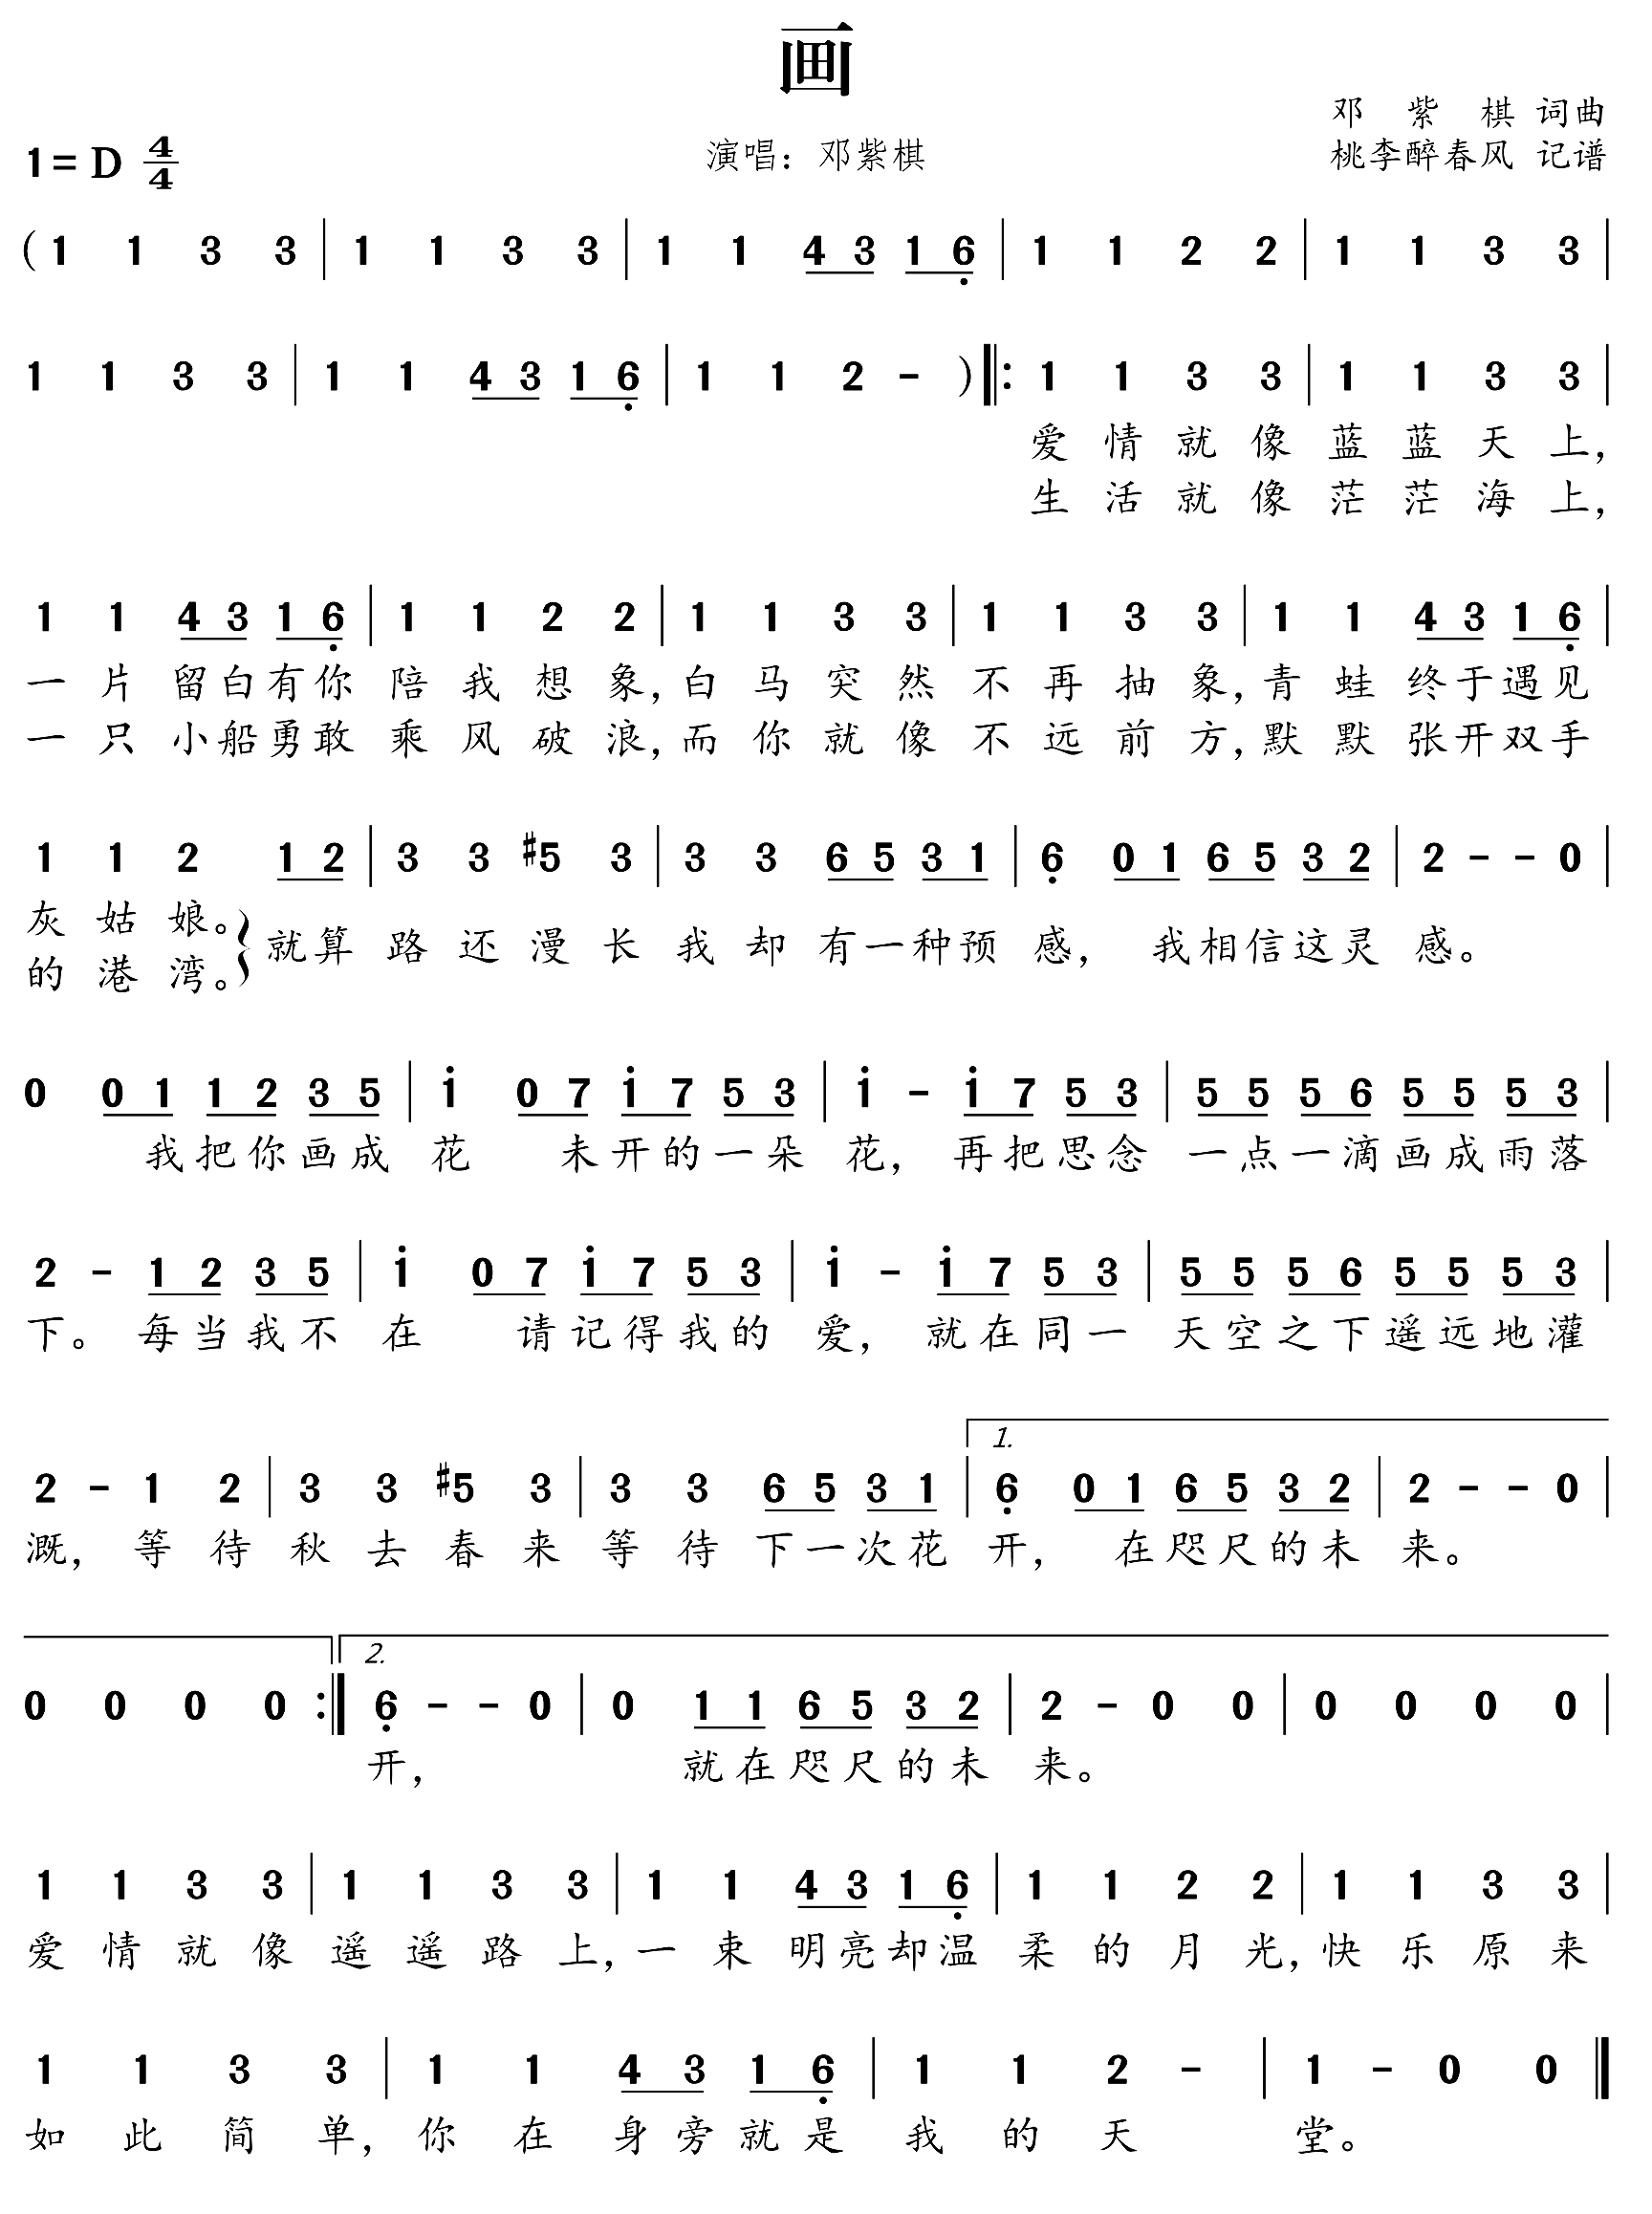 画
邓 紫 棋 词曲
1=D 4/4 演唱：邓紫棋 桃李醉春风 记谱
( 1 1 3 3 | 1 1 3 3 | 1 1 4 3 1 6̣ | 1 1 2 2 | 1 1 3 3 |
1 1 3 3 | 1 1 4 3 1 6̣ | 1 1 2 - ) ‖: 1 1 3 3 | 1 1 3 3 |
爱 情 就 像 蓝 蓝 天 上，
生 活 就 像 茫 茫 海 上，
1 1 4 3 1 6̣ | 1 1 2 2 | 1 1 3 3 | 1 1 3 3 | 1 1 4 3 1 6̣ |
一 片 留白有你 陪 我 想 象，白 马 突 然 不 再 抽 象，青 蛙 终于遇见
一 只 小船勇敢 乘 风 破 浪，而 你 就 像 不 远 前 方，默 默 张开双手
1 1 2 1 2 | 3 3 #5 3 | 3 3 6 5 3 1 | 6̣ 0 1 6 5 3 2 | 2 - - 0 |
灰 姑 娘。
就算 路 还 漫 长 我 却 有一种预 感， 我相信这灵 感。
的 港 湾。
0 0 1 1 2 3 5 | 1̇ 0 7 1̇ 7 5 3 | 1̇ - 1̇ 7 5 3 | 5 5 5 6 5 5 5 3 |
我把你画成 花 未开的一朵 花， 再把思念 一点一滴画成雨落
2 - 1 2 3 5 | 1̇ 0 7 1̇ 7 5 3 | 1̇ - 1̇ 7 5 3 | 5 5 5 6 5 5 5 3 |
下。 每当我不 在 请记得我的 爱， 就在同一 天空之下遥远地灌
1.
2 - 1 2 | 3 3 #5 3 | 3 3 6 5 3 1 | 6̣ 0 1 6 5 3 2 | 2 - - 0 |
溉， 等 待 秋 去 春 来 等 待 下一次花 开， 在咫尺的未 来。
2.
0 0 0 0 :‖ 6̣ - - 0 | 0 1 1 6 5 3 2 | 2 - 0 0 | 0 0 0 0 |
开， 就在咫尺的未 来。
1 1 3 3 | 1 1 3 3 | 1 1 4 3 1 6̣ | 1 1 2 2 | 1 1 3 3 |
爱 情 就 像 遥 遥 路 上，一 束 明亮却温 柔 的 月 光，快 乐 原 来
1 1 3 3 | 1 1 4 3 1 6̣ | 1 1 2 - | 1 - 0 0 ‖
如 此 简 单，你 在 身旁就是 我 的 天 堂。